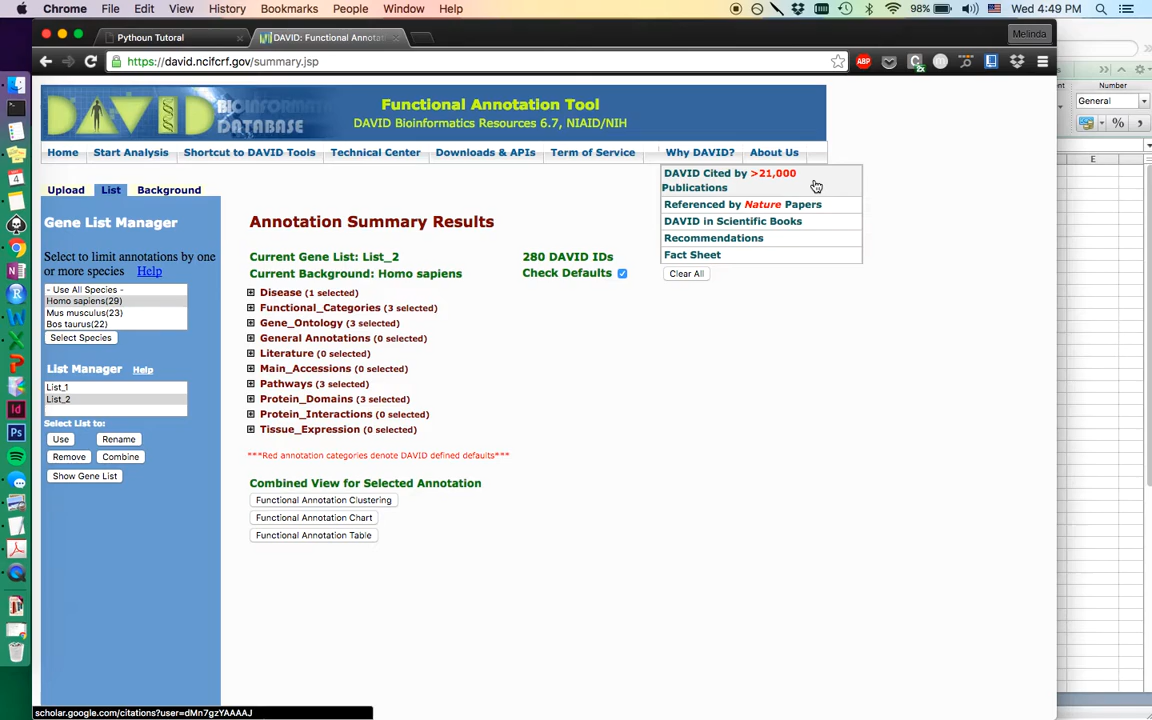 Chrome File Edit View History Bookmarks People Window Help 98% Wed 4:49 PM
Pythoun Tutoral DAVID: Functional Annotat Melinda
https://david.ncifcrf.gov/summary.jsp
ABP
DAVID BIOINFORMATICS DATABASE
Functional Annotation Tool
DAVID Bioinformatics Resources 6.7, NIAID/NIH
Number
General
%
Home Start Analysis Shortcut to DAVID Tools Technical Center Downloads & APIs Term of Service Why DAVID? About Us
E
DAVID Cited by >21,000
Publications
Referenced by Nature Papers
DAVID in Scientific Books
Recommendations
Fact Sheet
Clear All
Upload List Background
Gene List Manager
Select to limit annotations by one
or more species Help
- Use All Species -
Homo sapiens(29)
Mus musculus(23)
Bos taurus(22)
Select Species
List Manager Help
List_1
List_2
Select List to:
Use Rename
Remove Combine
Show Gene List
Annotation Summary Results
Current Gene List: List_2 280 DAVID IDs
Current Background: Homo sapiens Check Defaults
Disease (1 selected)
Functional_Categories (3 selected)
Gene_Ontology (3 selected)
General Annotations (0 selected)
Literature (0 selected)
Main_Accessions (0 selected)
Pathways (3 selected)
Protein_Domains (3 selected)
Protein_Interactions (0 selected)
Tissue_Expression (0 selected)
***Red annotation categories denote DAVID defined defaults***
Combined View for Selected Annotation
Functional Annotation Clustering
Functional Annotation Chart
Functional Annotation Table
scholar.google.com/citations?user=dMn7gzYAAAAJ